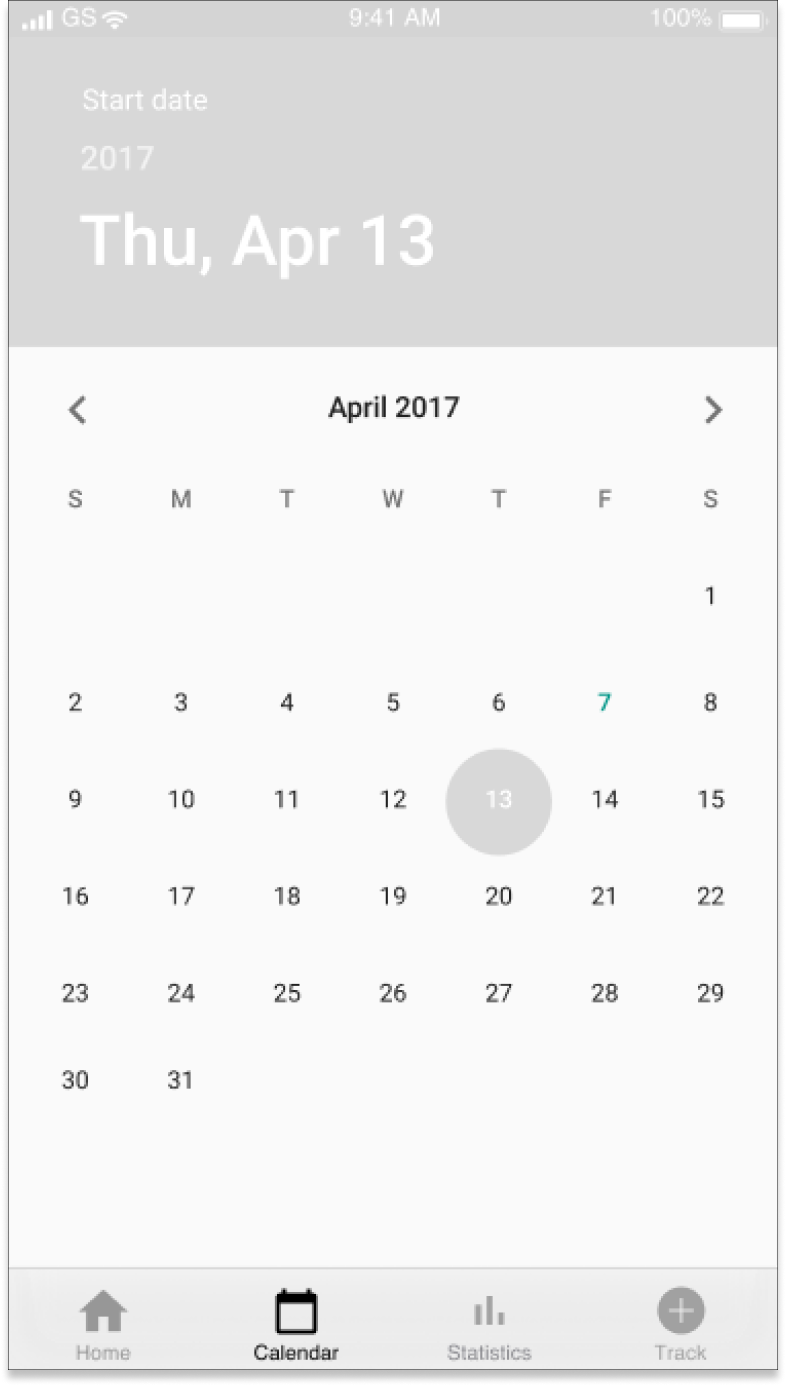 GS 9:41 AM 100%
Start date
2017
Thu, Apr 13
April 2017
S M T W T F S
1
2 3 4 5 6 7 8
9 10 11 12 13 14 15
16 17 18 19 20 21 22
23 24 25 26 27 28 29
30 31
Home Calendar Statistics Track